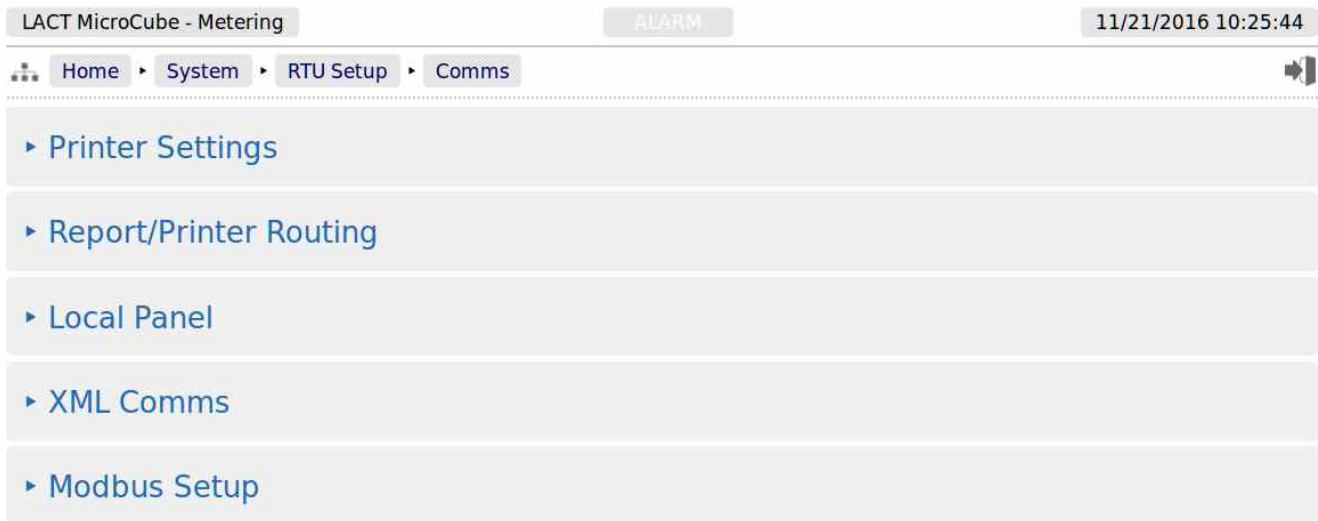 LACT MicroCube - Metering ALARM 11/21/2016 10:25:44
Home ‣ System ‣ RTU Setup ‣ Comms
‣ Printer Settings
‣ Report/Printer Routing
‣ Local Panel
‣ XML Comms
‣ Modbus Setup